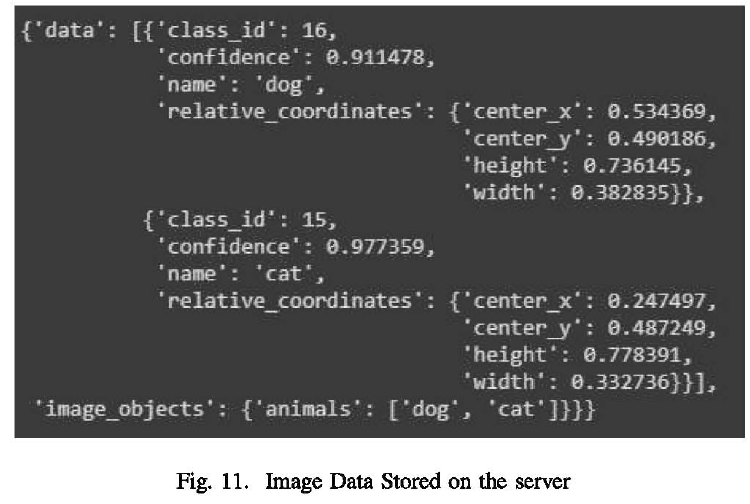 {'data': [{'class_id': 16,
'confidence': 0.911478,
'name': 'dog',
'relative_coordinates': {'center_x': 0.534369,
'center_y': 0.490186,
'height': 0.736145,
'width': 0.382835}},
{'class_id': 15,
'confidence': 0.977359,
'name': 'cat',
'relative_coordinates': {'center_x': 0.247497,
'center_y': 0.487249,
'height': 0.778391,
'width': 0.332736}}],
'image_objects': {'animals': ['dog', 'cat']}}}}
Fig. 11. Image Data Stored on the server